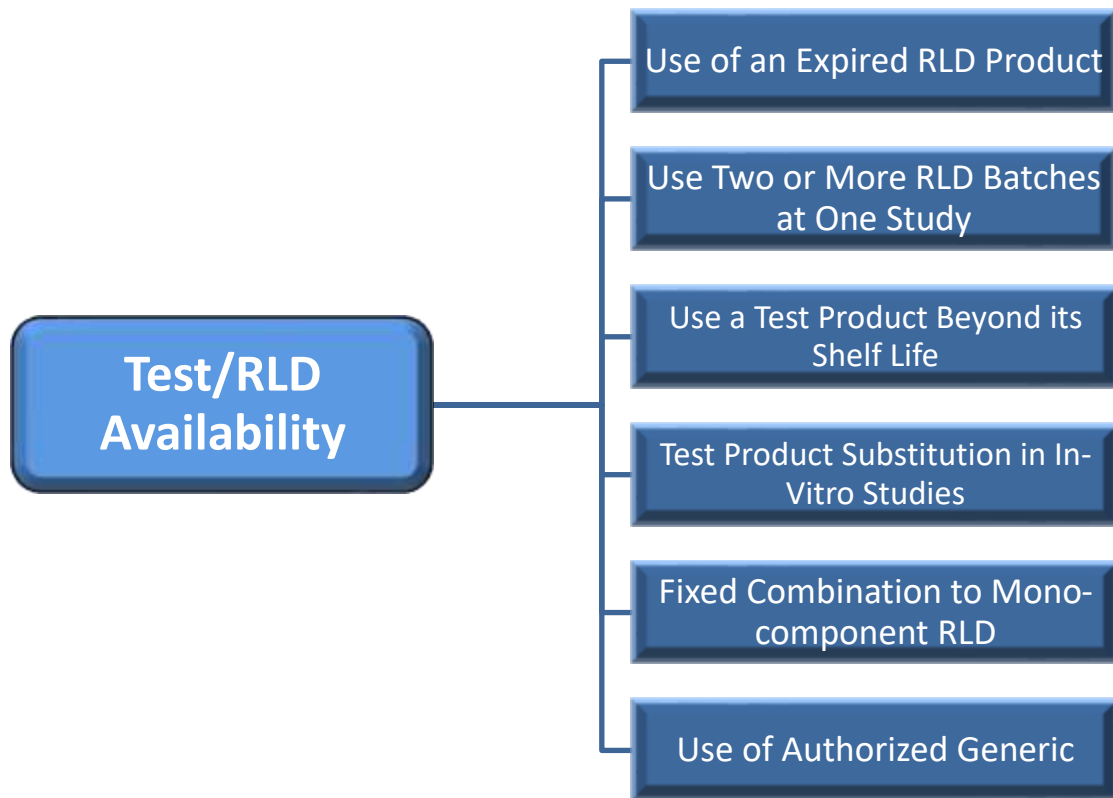 Test/RLD
Availability
Use of an Expired RLD Product
Use Two or More RLD Batches
at One Study
Use a Test Product Beyond its
Shelf Life
Test Product Substitution in In-
Vitro Studies
Fixed Combination to Mono-
component RLD
Use of Authorized Generic